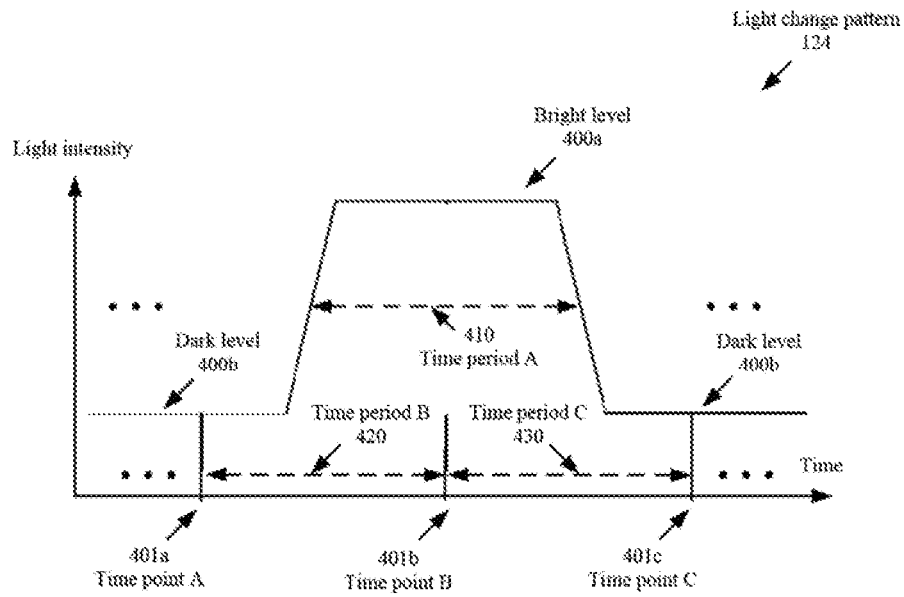 Light change pattern
124
Bright level
400a
Light intensity
• • •
• • •
410
Time period A
Dark level
400b
Dark level
400b
Time period B
420
Time period C
430
• • •
• • •
Time
401a
Time point A
401b
Time point B
401c
Time point C